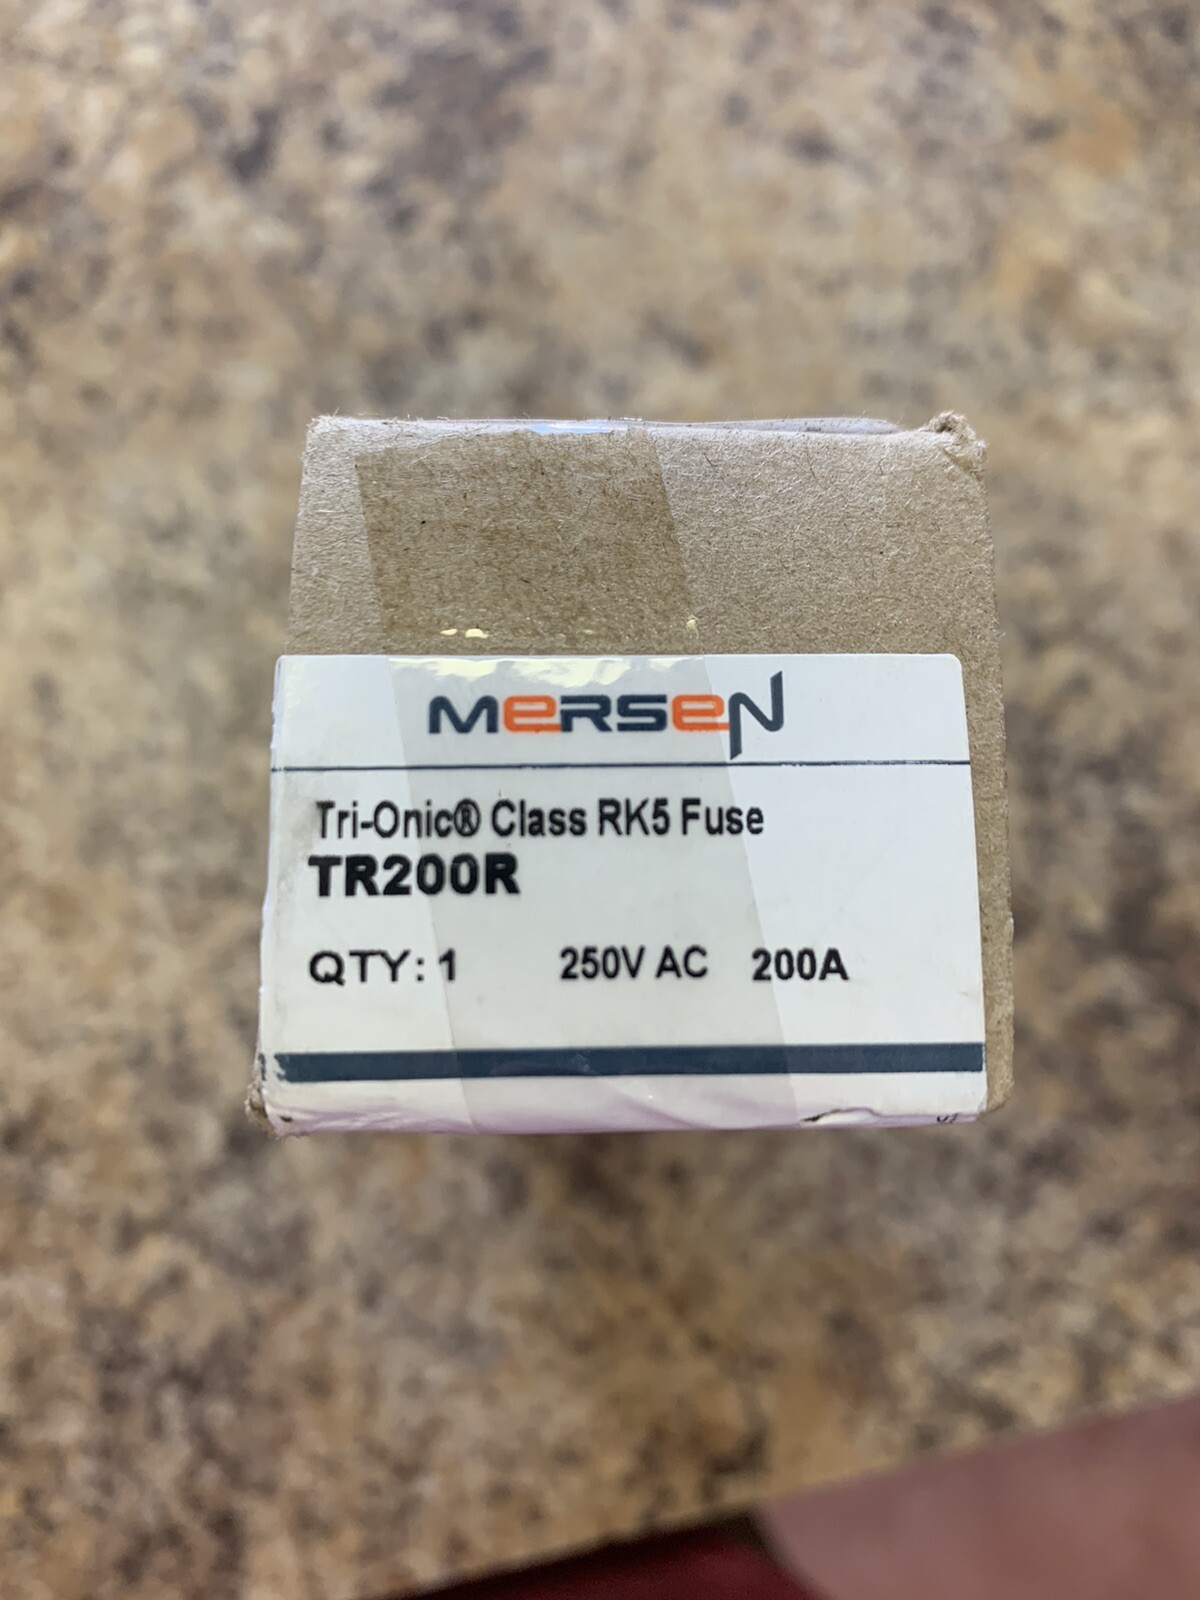 MERSEN
Tri-Onic® Class RK5 Fuse
TR200R
QTY: 1 250V AC 200A